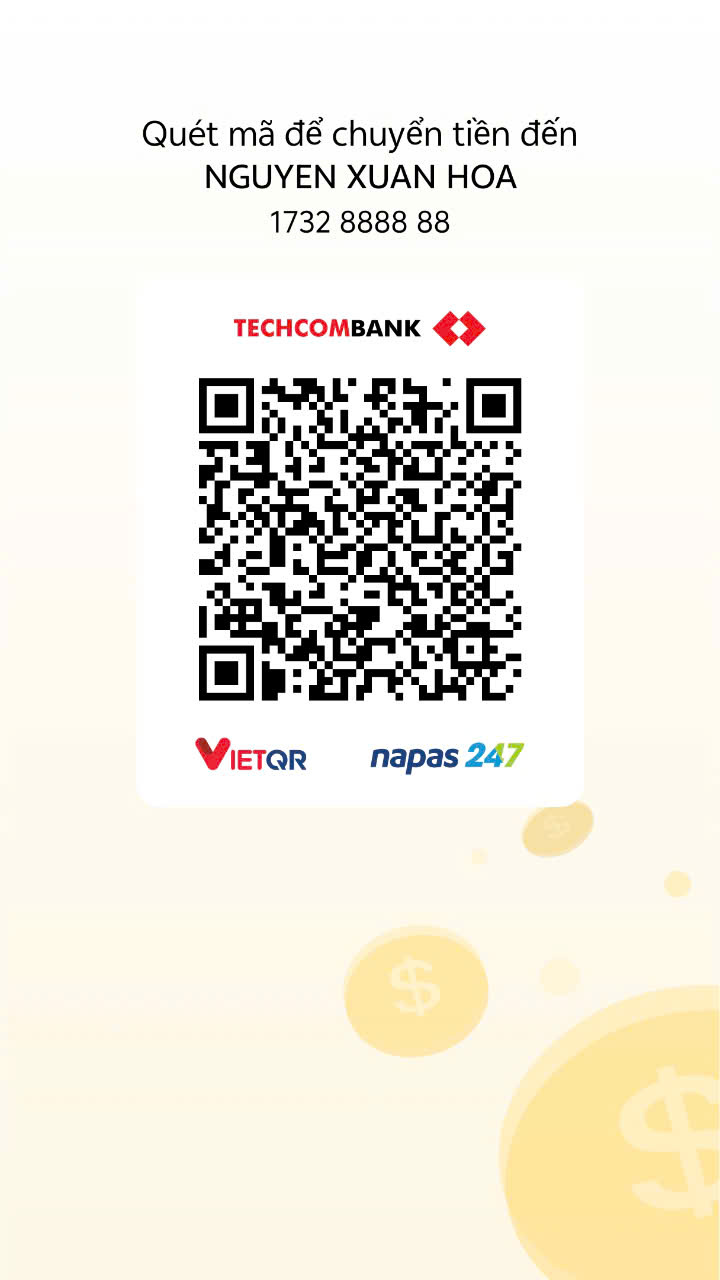 Quét mã để chuyển tiền đến
NGUYEN XUAN HOA
1732 8888 88
TECHCOMBANK
VIETQR
napas 247